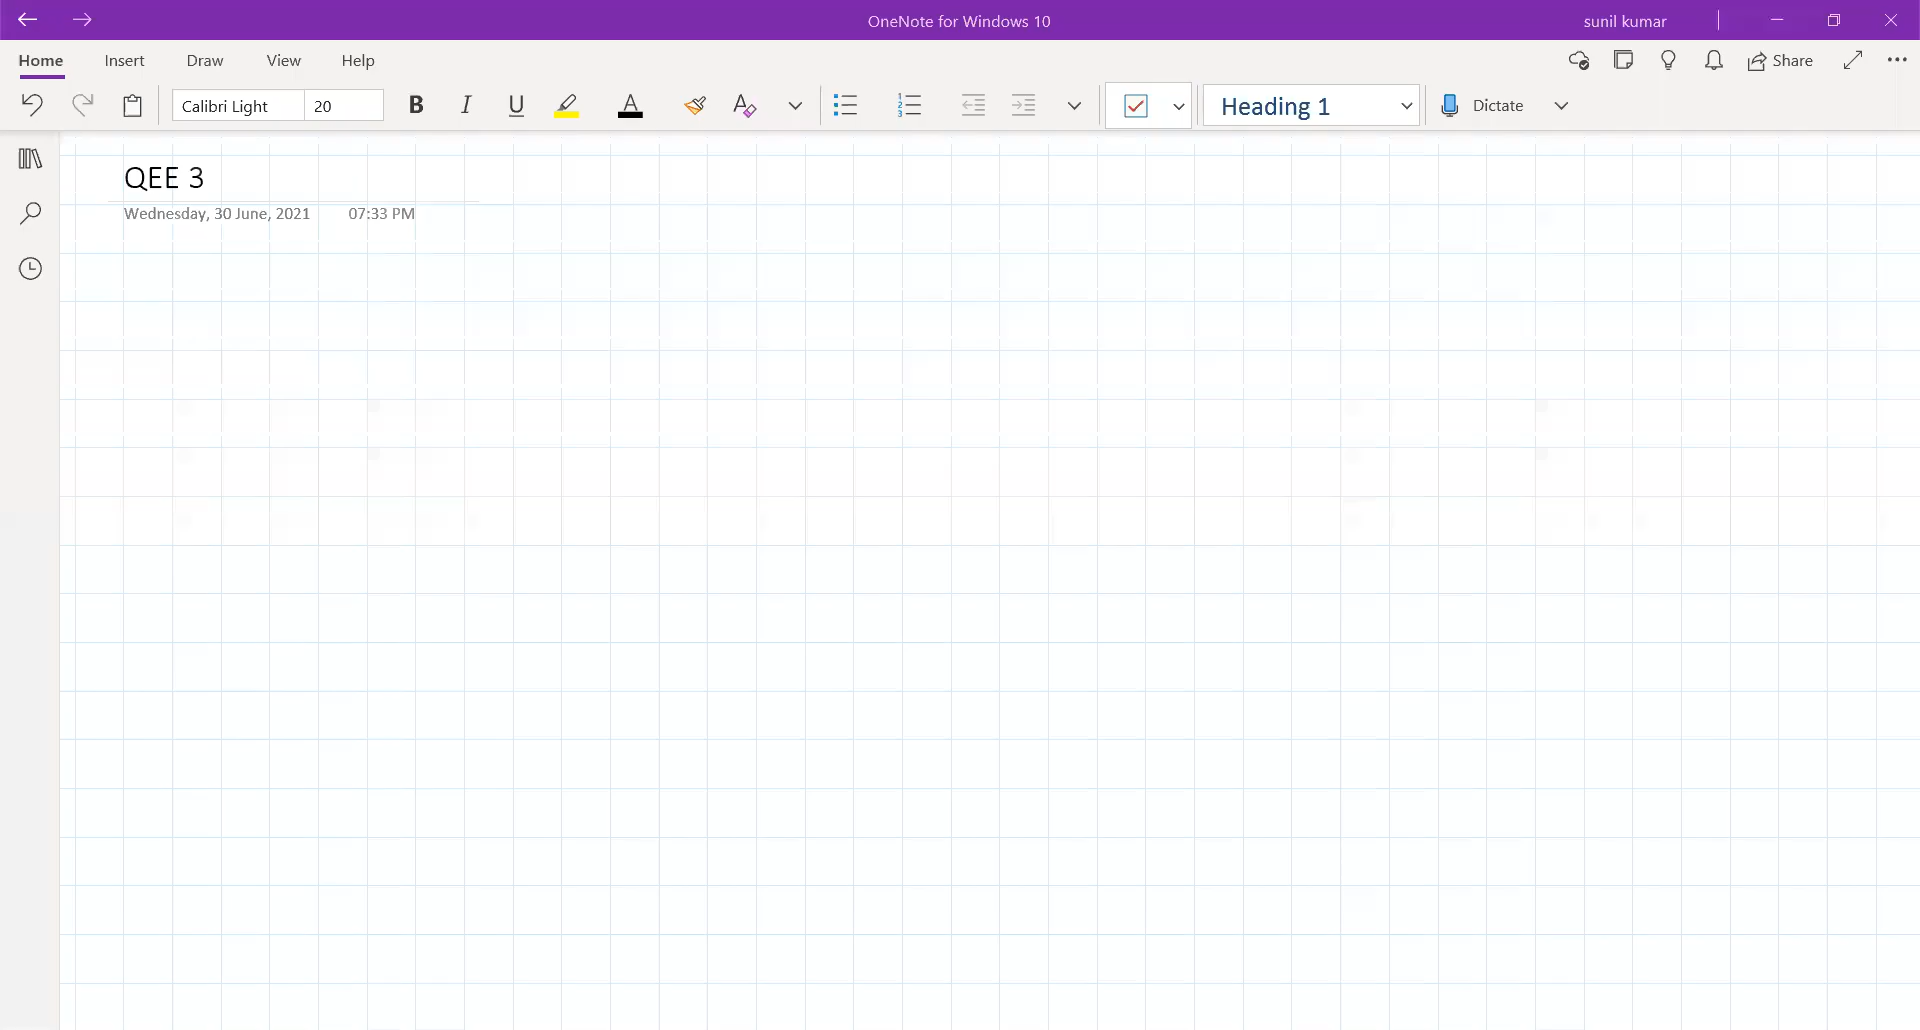 OneNote for Windows 10
sunil kumar
Home Insert Draw View Help
Share
Calibri Light 20
B I U A A
Heading 1
Dictate
QEE 3
Wednesday, 30 June, 2021 07:33 PM